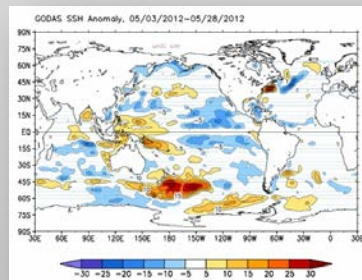 GODAS SSH Anomaly, 05/03/2012–05/28/2012
90N
75N
60N
45N
30N
15N
EQ
15S
30S
45S
60S
75S
90S
30E 60E 90E 120E 150E 180 150W 120W 90W 60W 30W 0 30E
−30 −25 −20 −15 −10 −5 5 10 15 20 25 30